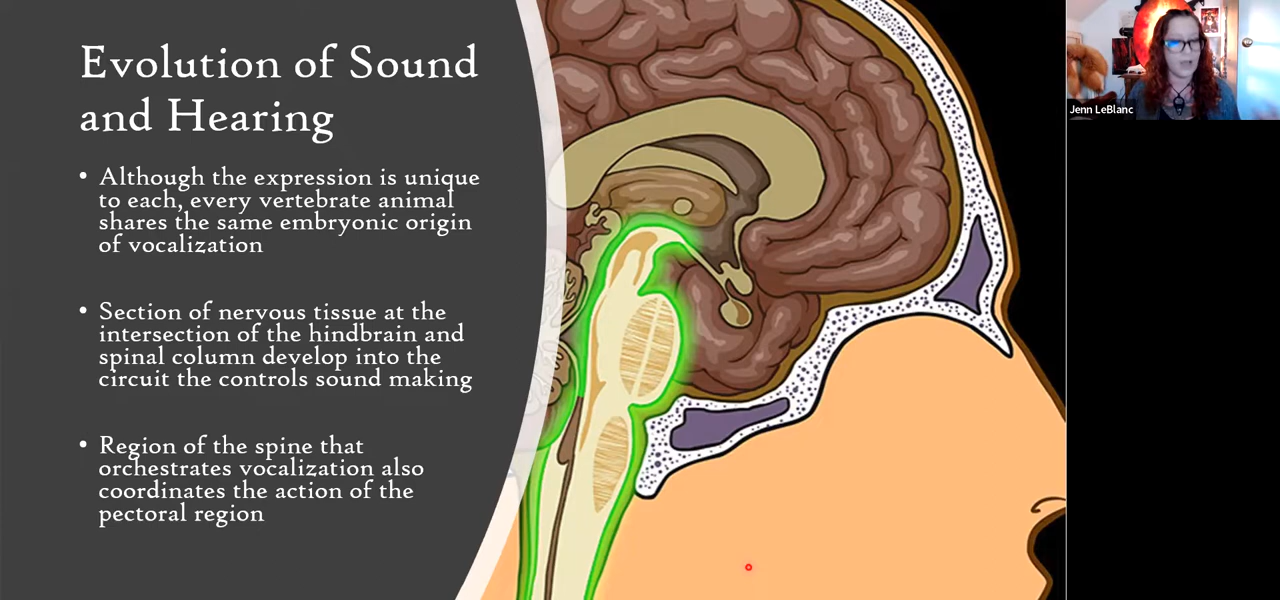 Evolution of Sound
and Hearing
• Although the expression is unique
to each, every vertebrate animal
shares the same embryonic origin
of vocalization
• Section of nervous tissue at the
intersection of the hindbrain and
spinal column develop into the
circuit the controls sound making
• Region of the spine that
orchestrates vocalization also
coordinates the action of the
pectoral region
Jenn LeBlanc